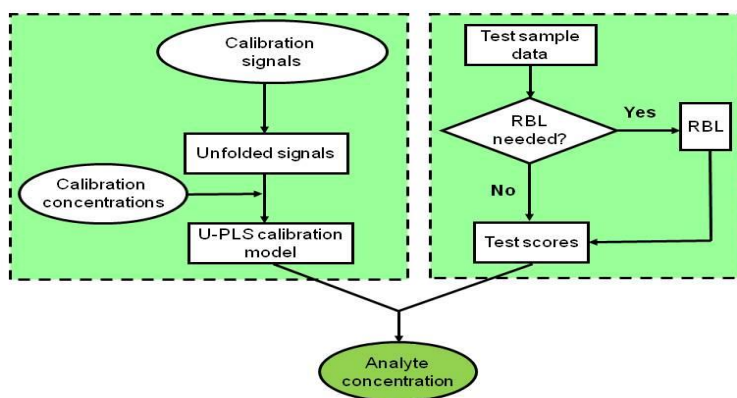 Calibration
signals
Unfolded signals
Calibration
concentrations
U-PLS calibration
model
Test sample
data
RBL
needed?
Yes
RBL
No
Test scores
Analyte
concentration